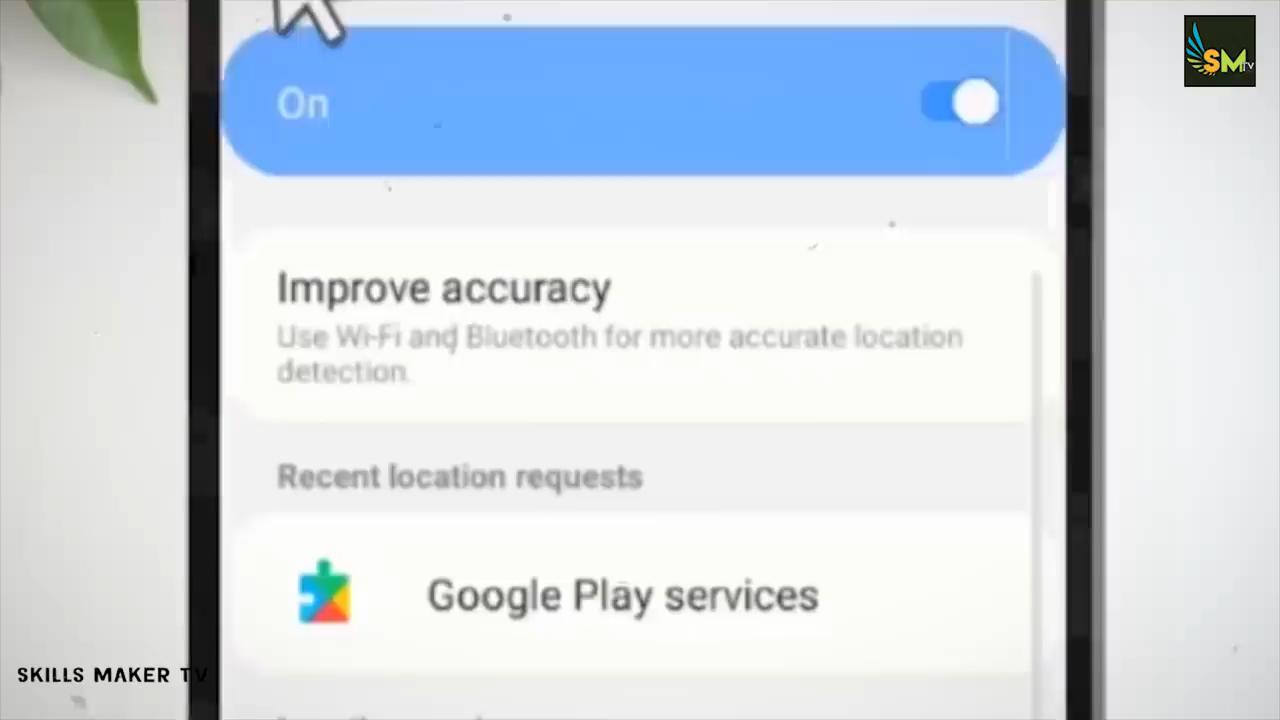 SMTV
On
Improve accuracy
Use Wi-Fi and Bluetooth for more accurate location
detection.
Recent location requests
Google Play services
SKILLS MAKER TV